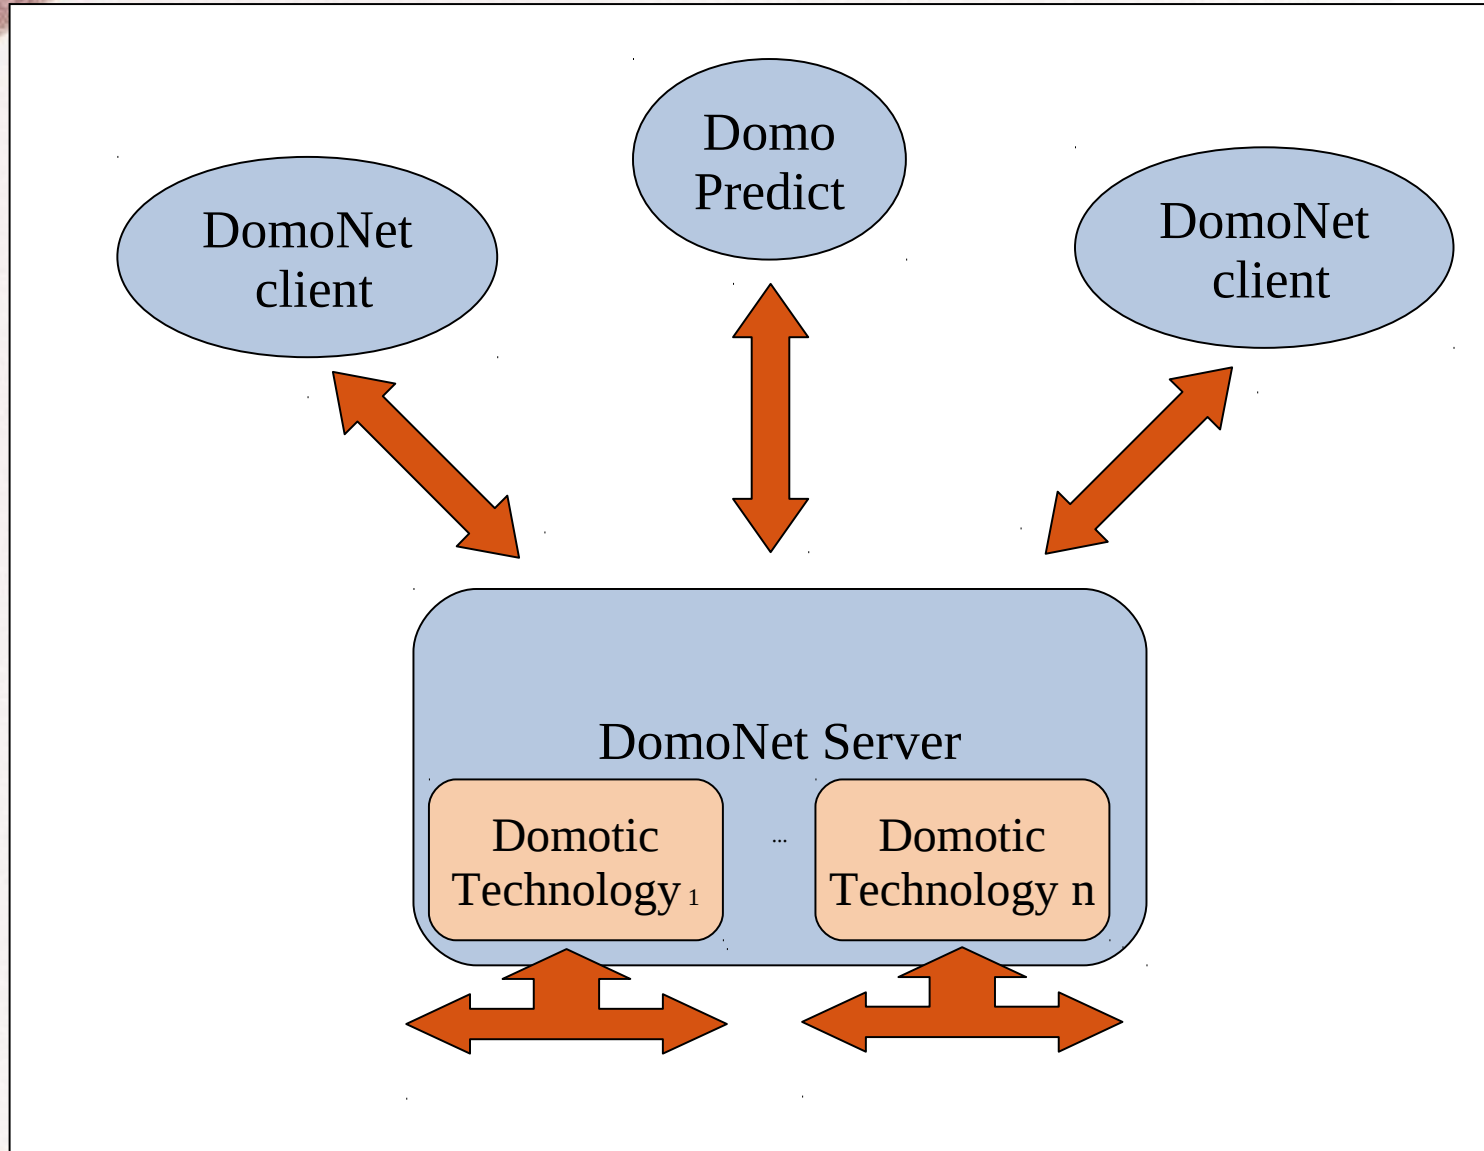 Domo
Predict
DomoNet
client
DomoNet
client
DomoNet Server
Domotic
Technology 1
...
Domotic
Technology n